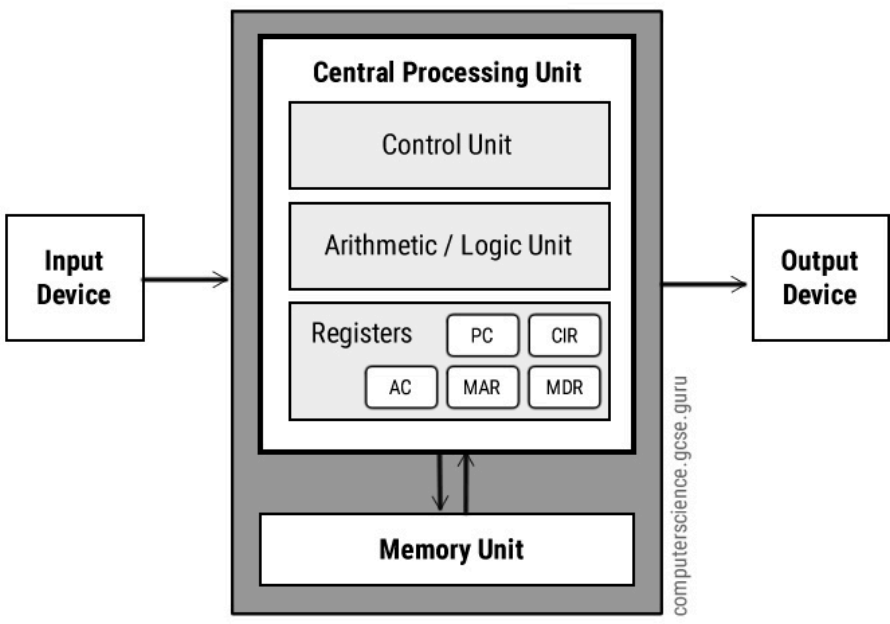 Central Processing Unit
Control Unit
Arithmetic / Logic Unit
Input
Device
Output
Device
Registers
PC
CIR
AC
MAR
MDR
Memory Unit
computerscience.gcse.guru